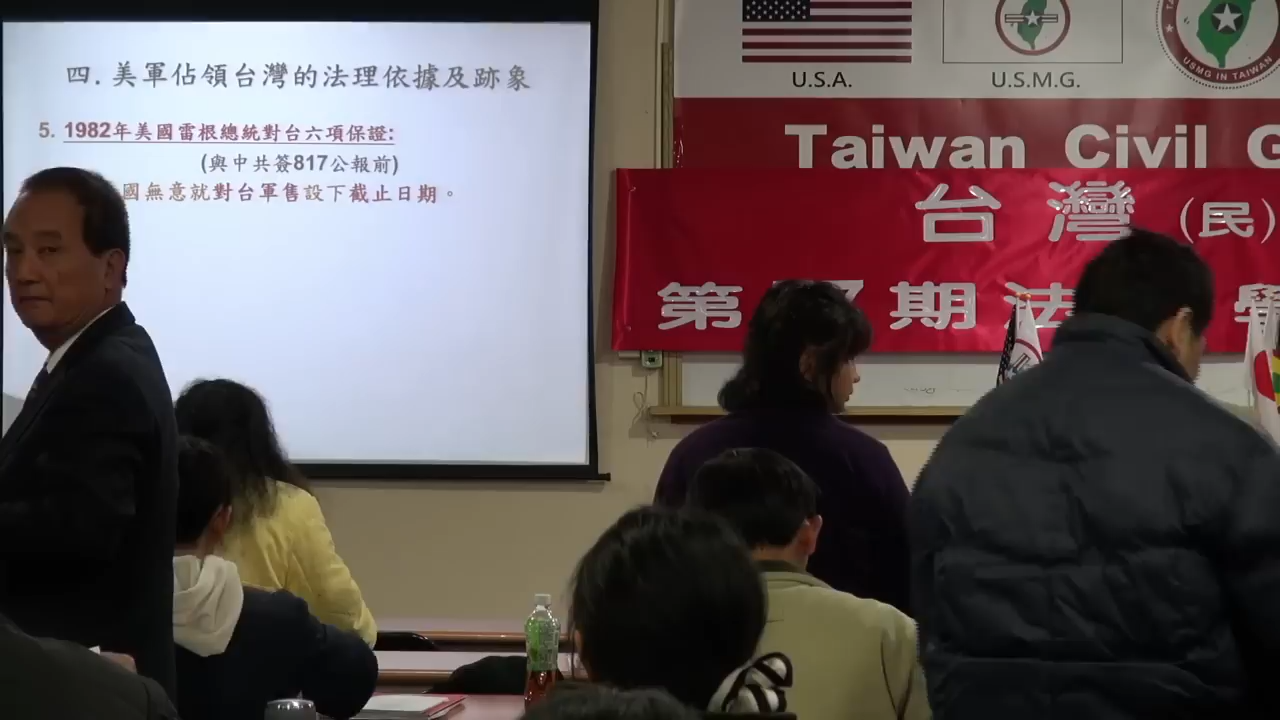 四. 美軍佔領台灣的法理依據及跡象
5. 1982年美國雷根總統對台六項保證:
(與中共簽817公報前)
國無意就對台軍售設下截止日期。
U.S.A.
U.S.M.G.
USMG IN TAIWAN
Taiwan Civil G
台灣(民)
第 期法 學